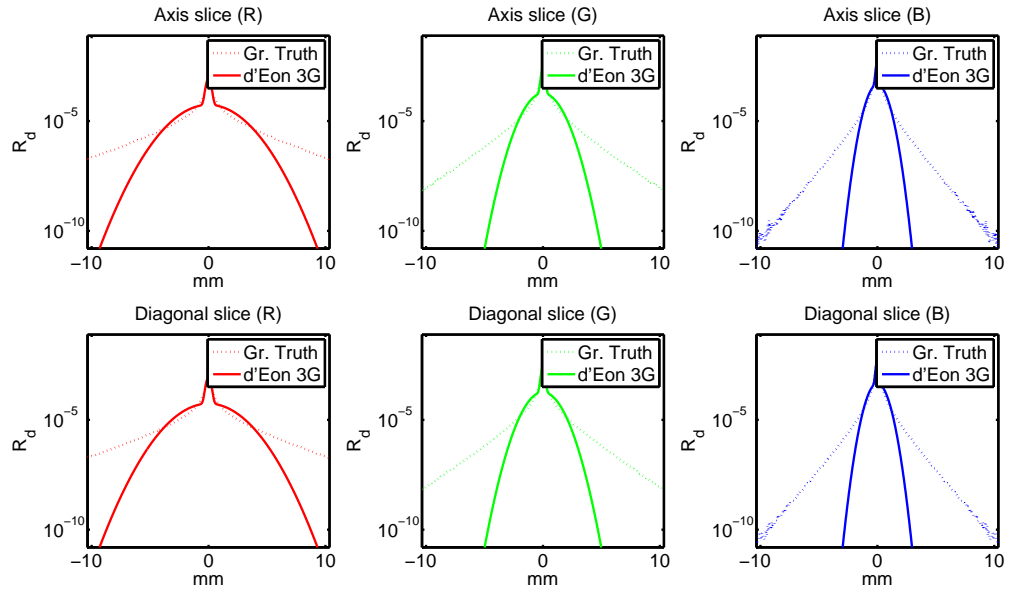 Axis slice (R)
Axis slice (G)
Axis slice (B)
Gr. Truth
d'Eon 3G
Gr. Truth
d'Eon 3G
Gr. Truth
d'Eon 3G
R_d
10^−5
10^−10
R_d
10^−5
10^−10
R_d
10^−5
10^−10
−10 0 10
−10 0 10
−10 0 10
mm
mm
mm
Diagonal slice (R)
Diagonal slice (G)
Diagonal slice (B)
Gr. Truth
d'Eon 3G
Gr. Truth
d'Eon 3G
Gr. Truth
d'Eon 3G
R_d
10^−5
10^−10
R_d
10^−5
10^−10
R_d
10^−5
10^−10
−10 0 10
−10 0 10
−10 0 10
mm
mm
mm